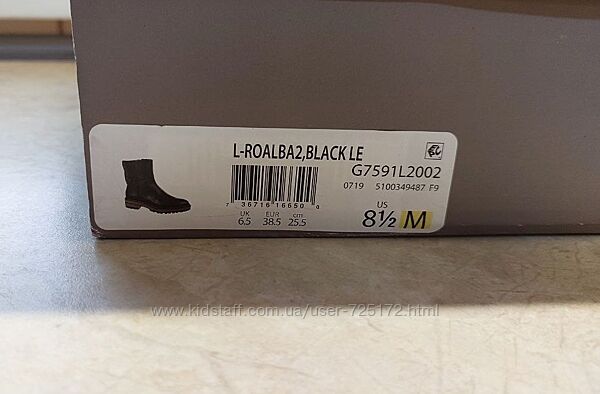 L-ROALBA2,BLACK LE
G7591L2002
0719 5100349487 F9
7 36716 16650 0
UK EUR cm
6.5 38.5 25.5
US
8½ M
www.kidstaff.com.ua/user-725172.html